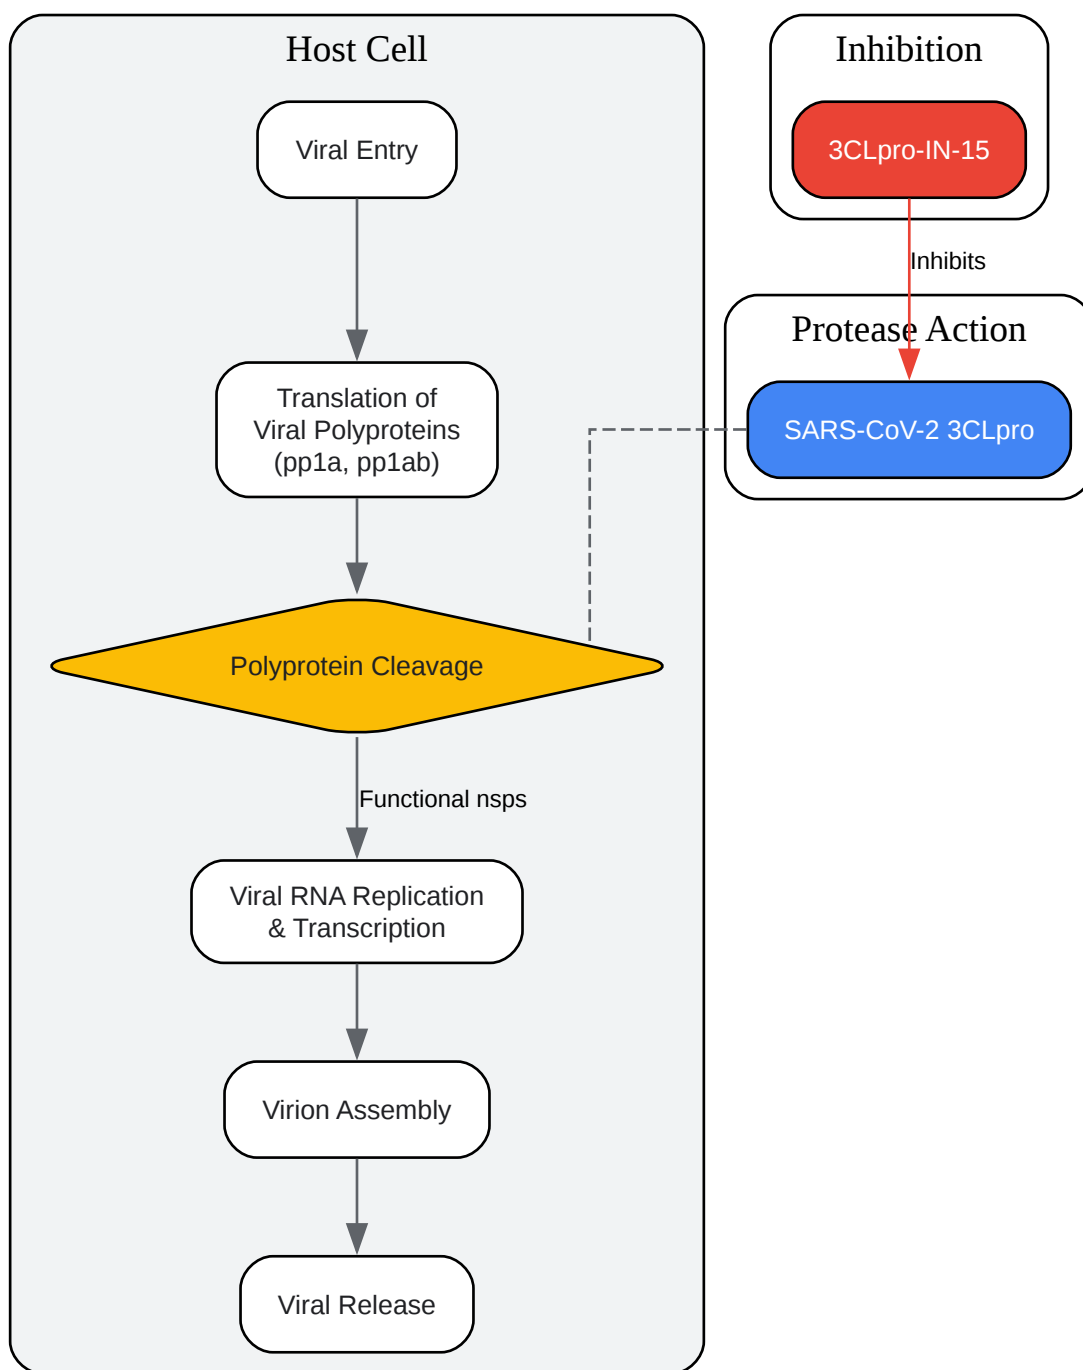 Host Cell
Viral Entry
Translation of
Viral Polyproteins
(pp1a, pp1ab)
Polyprotein Cleavage
Functional nsps
Viral RNA Replication
& Transcription
Virion Assembly
Viral Release
Inhibition
3CLpro-IN-15
Inhibits
Protease Action
SARS-CoV-2 3CLpro